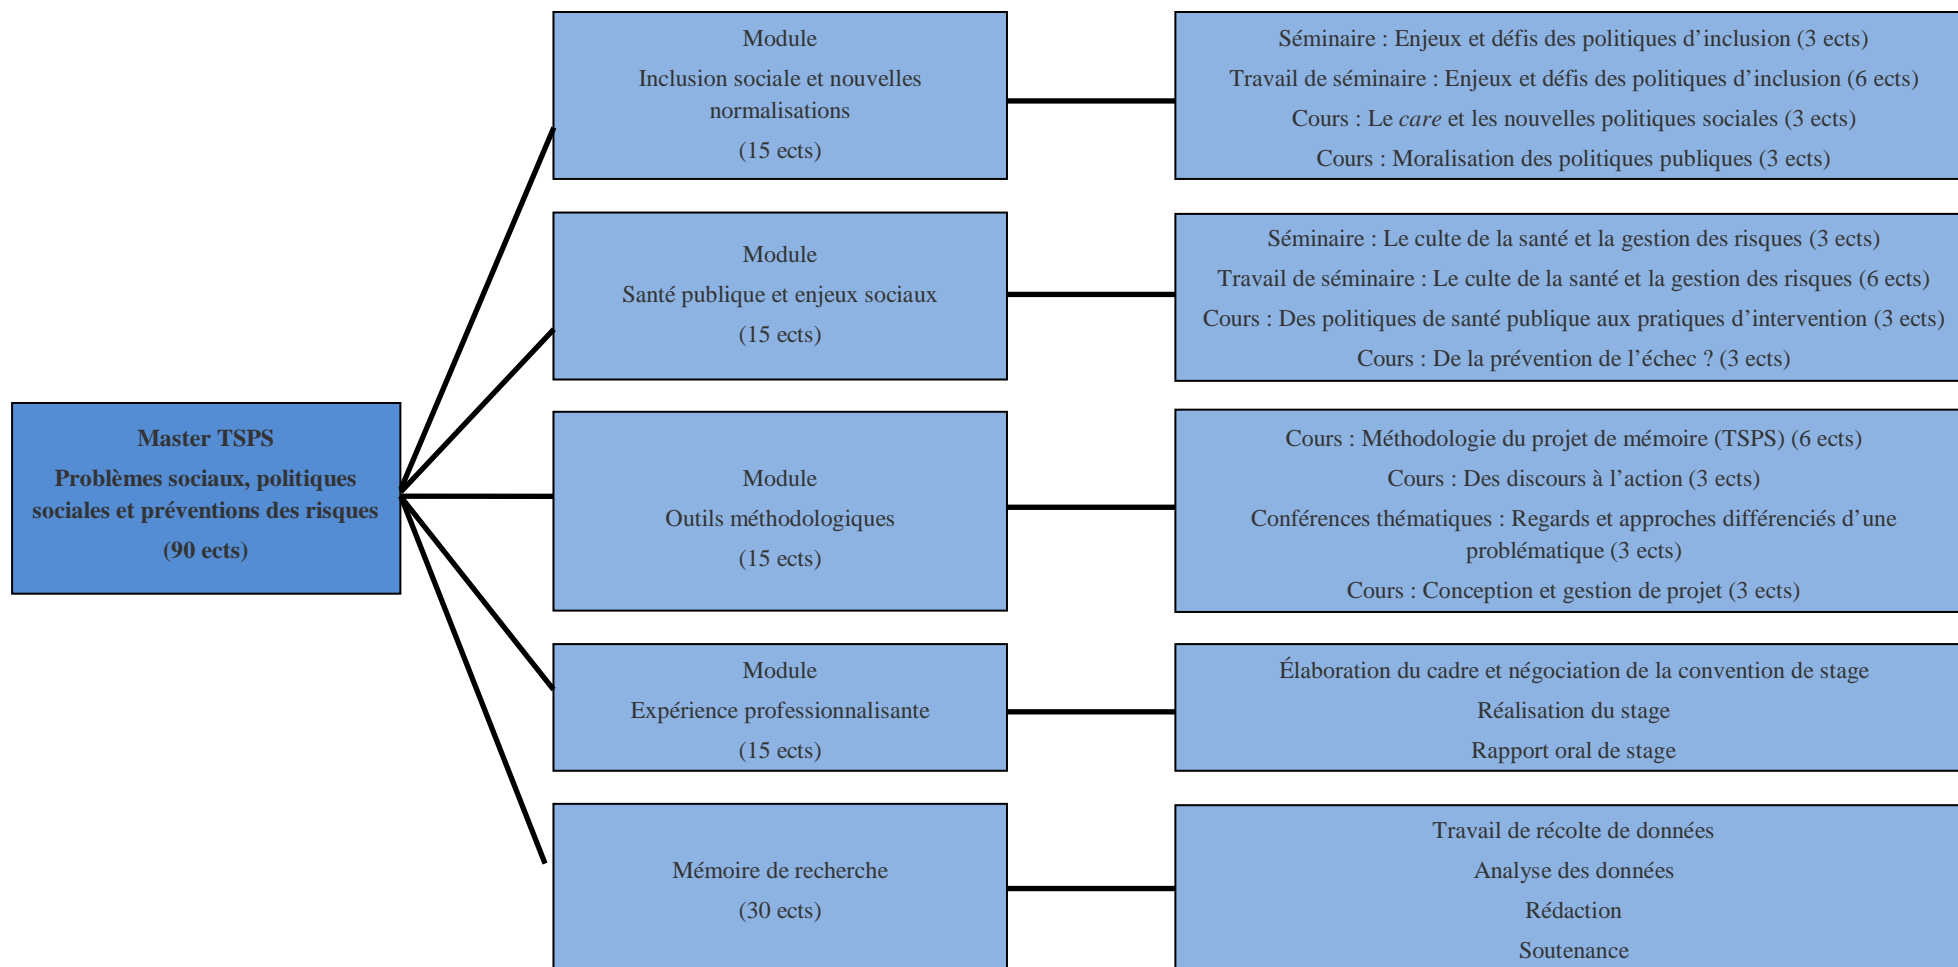 Master TSPS
Problèmes sociaux, politiques
sociales et préventions des risques
(90 ects)
Module
Inclusion sociale et nouvelles
normalisations
(15 ects)
Séminaire : Enjeux et défis des politiques d’inclusion (3 ects)
Travail de séminaire : Enjeux et défis des politiques d’inclusion (6 ects)
Cours : Le care et les nouvelles politiques sociales (3 ects)
Cours : Moralisation des politiques publiques (3 ects)
Module
Santé publique et enjeux sociaux
(15 ects)
Séminaire : Le culte de la santé et la gestion des risques (3 ects)
Travail de séminaire : Le culte de la santé et la gestion des risques (6 ects)
Cours : Des politiques de santé publique aux pratiques d’intervention (3 ects)
Cours : De la prévention de l’échec ? (3 ects)
Module
Outils méthodologiques
(15 ects)
Cours : Méthodologie du projet de mémoire (TSPS) (6 ects)
Cours : Des discours à l’action (3 ects)
Conférences thématiques : Regards et approches différenciés d’une
problématique (3 ects)
Cours : Conception et gestion de projet (3 ects)
Module
Expérience professionnalisante
(15 ects)
Élaboration du cadre et négociation de la convention de stage
Réalisation du stage
Rapport oral de stage
Mémoire de recherche
(30 ects)
Travail de récolte de données
Analyse des données
Rédaction
Soutenance